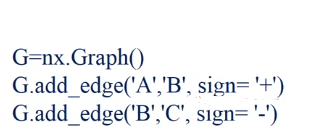 G=nx.Graph()
G.add_edge('A','B', sign= '+')
G.add_edge('B','C', sign= '-')